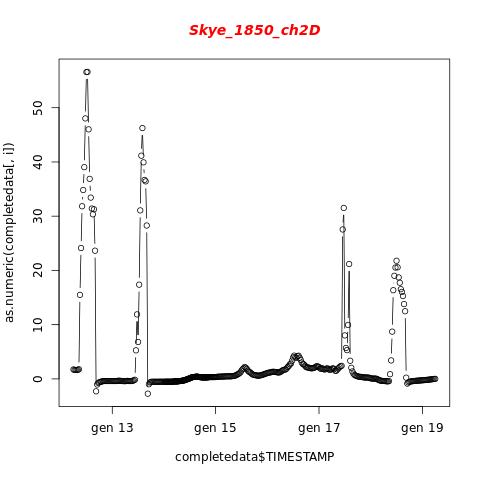 Skye_1850_ch2D
as.numeric(completedata[, i])
50
40
30
20
10
0
gen 13 gen 15 gen 17 gen 19
completedata$TIMESTAMP